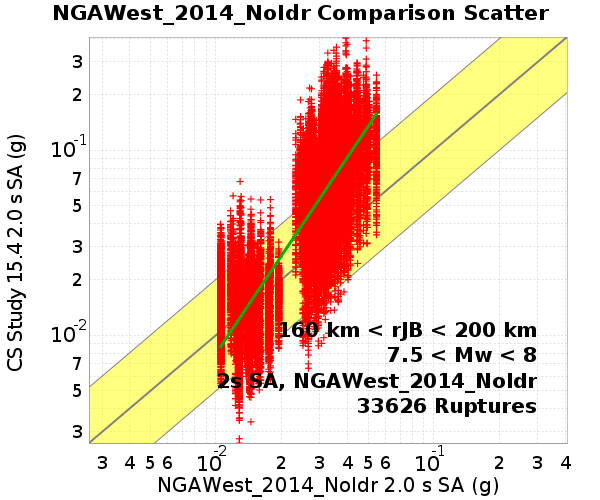 NGAWest_2014_NoIdr Comparison Scatter
CS Study 15.4 2.0 s SA (g)
3
2
10⁻¹
7
5
3
2
10⁻²
7
5
3
160 km < rJB < 200 km
7.5 < Mw < 8
2s SA, NGAWest_2014_NoIdr
33626 Ruptures
3 4 5 6 10⁻² 2 3 4 5 6 10⁻¹ 2 3 4
NGAWest_2014_NoIdr 2.0 s SA (g)